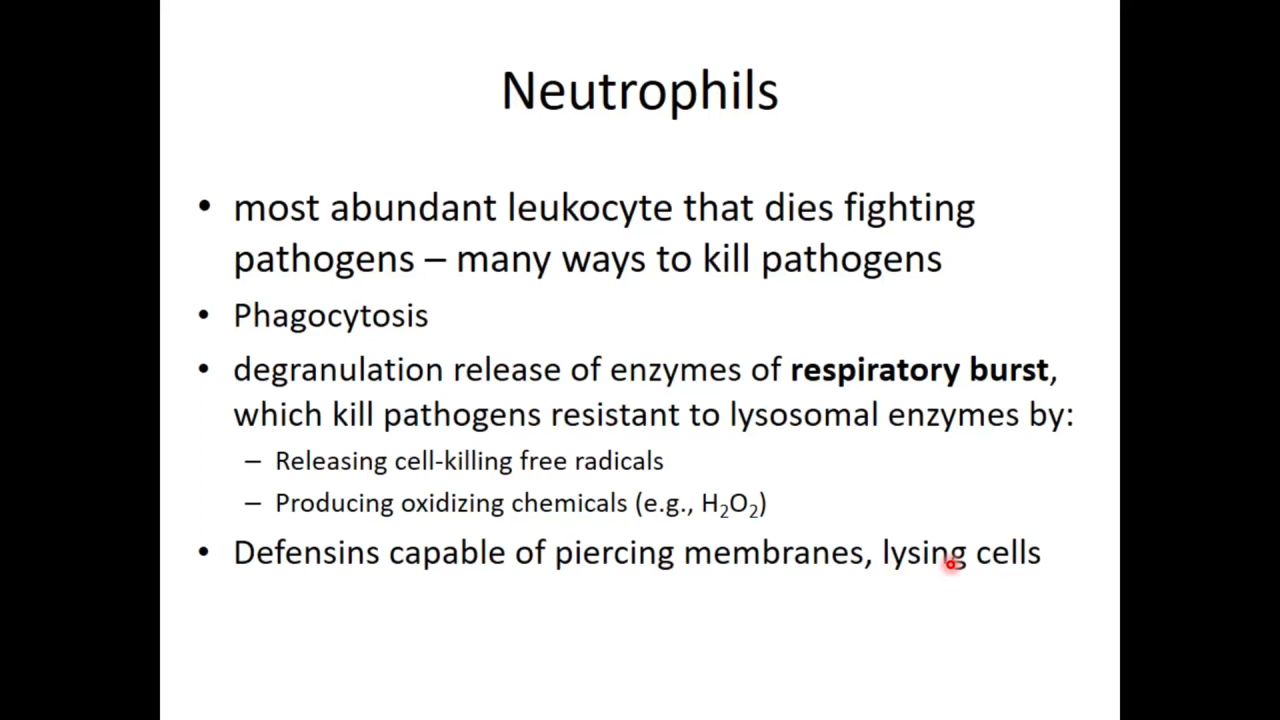 Neutrophils
• most abundant leukocyte that dies fighting
pathogens – many ways to kill pathogens
• Phagocytosis
• degranulation release of enzymes of respiratory burst,
which kill pathogens resistant to lysosomal enzymes by:
– Releasing cell-killing free radicals
– Producing oxidizing chemicals (e.g., H₂O₂)
• Defensins capable of piercing membranes, lysing cells